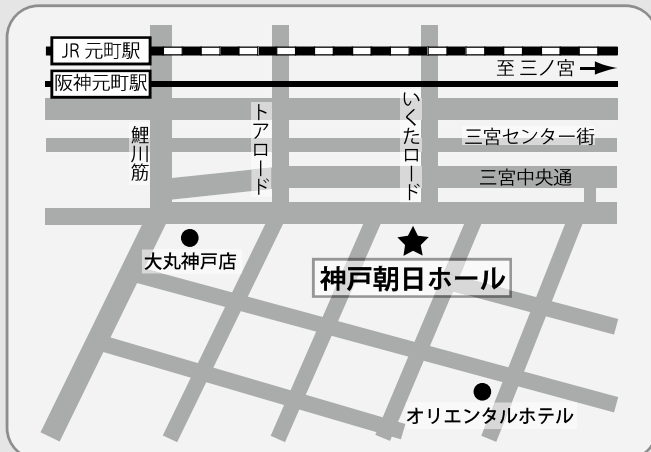 JR 元町駅
至 三ノ宮
阪神元町駅
鯉川筋
トアロード
いくたロード
三宮センター街
三宮中央通
大丸神戸店
神戸朝日ホール
オリエンタルホテル